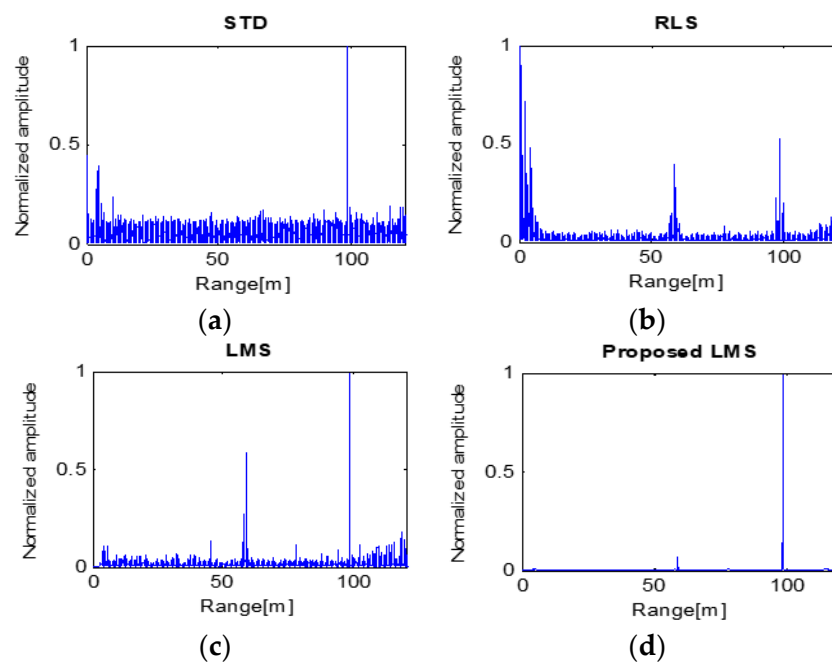 STD
RLS
Normalized amplitude
1
0.5
0
0
50
100
Range[m]
Normalized amplitude
1
0.5
0
0
50
100
Range[m]
(a)
(b)
LMS
Proposed LMS
Normalized amplitude
1
0.5
0
0
50
100
Range[m]
Normalized amplitude
1
0.5
0
0
50
100
Range[m]
(c)
(d)